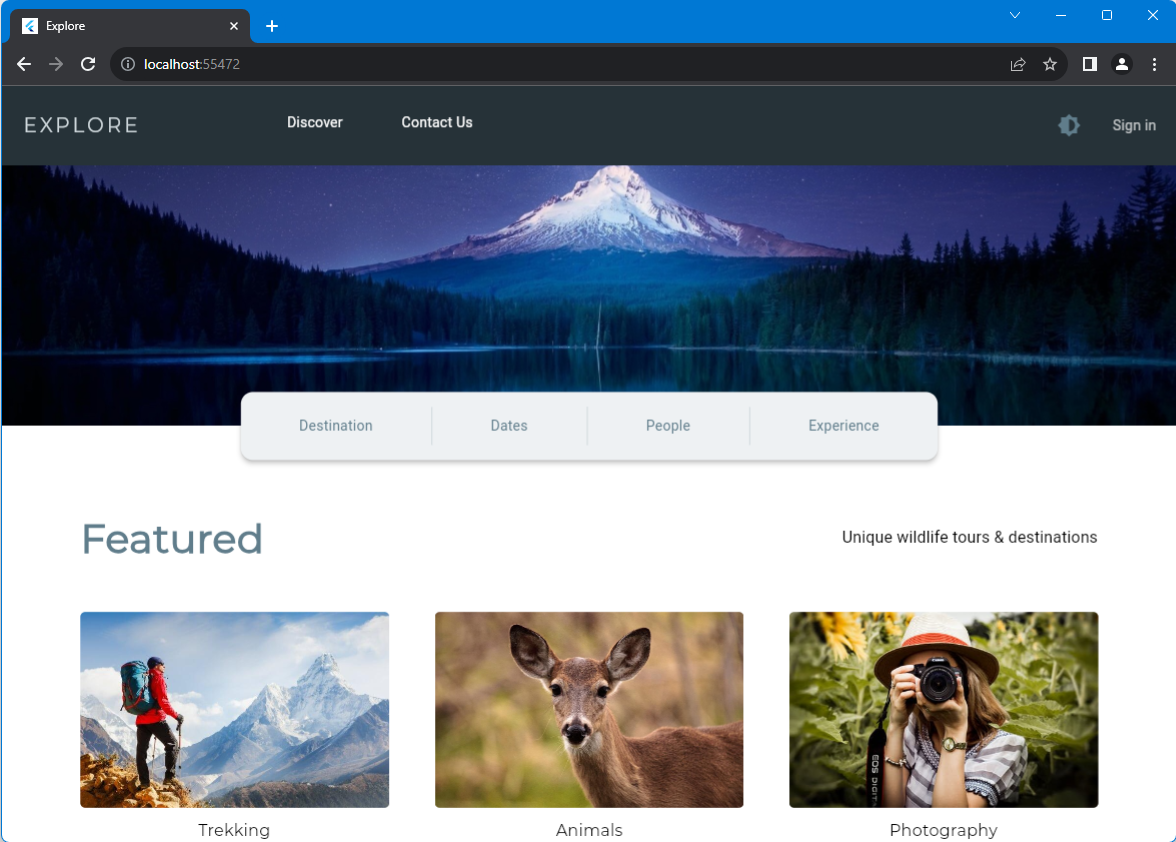 Explore
localhost:55472
EXPLORE
Discover
Contact Us
Sign in
Destination
Dates
People
Experience
Featured
Unique wildlife tours & destinations
EOS DIGIT
Trekking
Animals
Photography